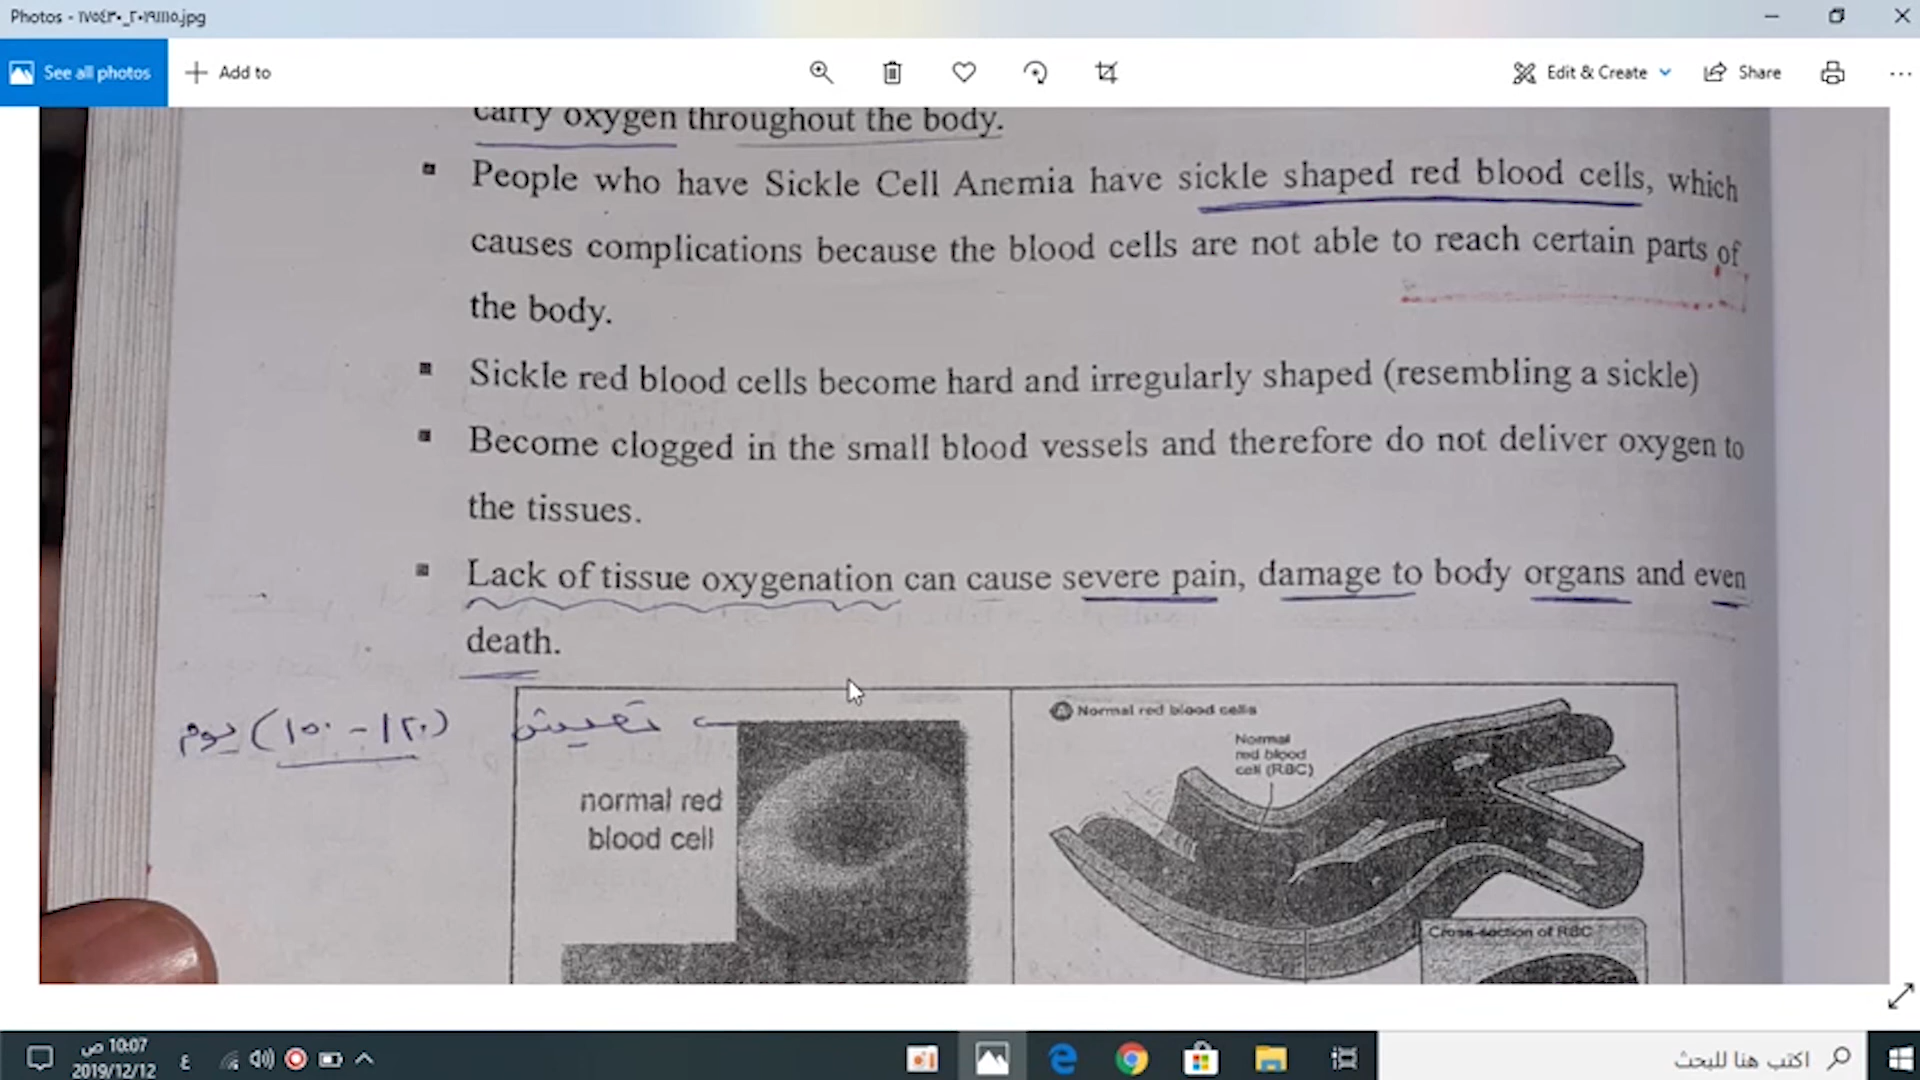 Photos - ٢٠١٩١١١٥_١٧٥٤٣٠.jpg
See all photos
Add to
Edit & Create
Share
carry oxygen throughout the body.
▪ People who have Sickle Cell Anemia have sickle shaped red blood cells, which
causes complications because the blood cells are not able to reach certain parts of
the body.
▪ Sickle red blood cells become hard and irregularly shaped (resembling a sickle)
▪ Become clogged in the small blood vessels and therefore do not deliver oxygen to
the tissues.
▪ Lack of tissue oxygenation can cause severe pain, damage to body organs and even
death.
تعيش (١٢٠ - ١٥٠) يوم
normal red
blood cell
A Normal red blood cells
Normal
red blood
cell (RBC)
Cross-section of RBC
10:07 ص
2019/12/12
ع
اكتب هنا للبحث